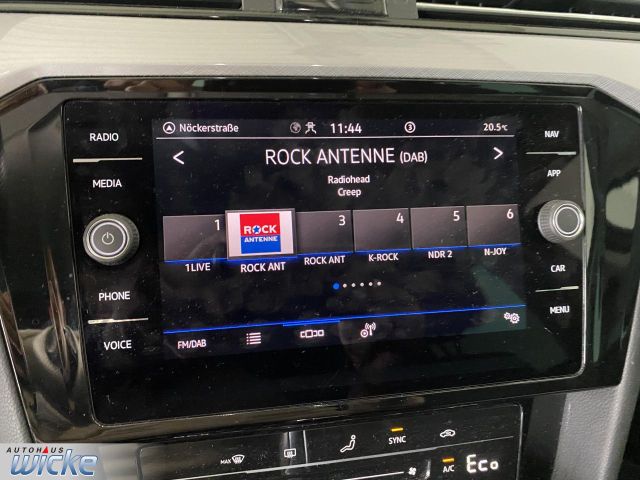 Nöckerstraße 11:44 3 20.5°C
RADIO
MEDIA
PHONE
VOICE
< ROCK ANTENNE (DAB) >
Radiohead
Creep
1 3 4 5 6
ROCK ANTENNE
1LIVE ROCK ANT ROCK ANT K-ROCK NDR 2 N-JOY
FM/DAB
NAV
APP
CAR
MENU
MAX SYNC
A/C Eco
AUTOHAUS
WICKE